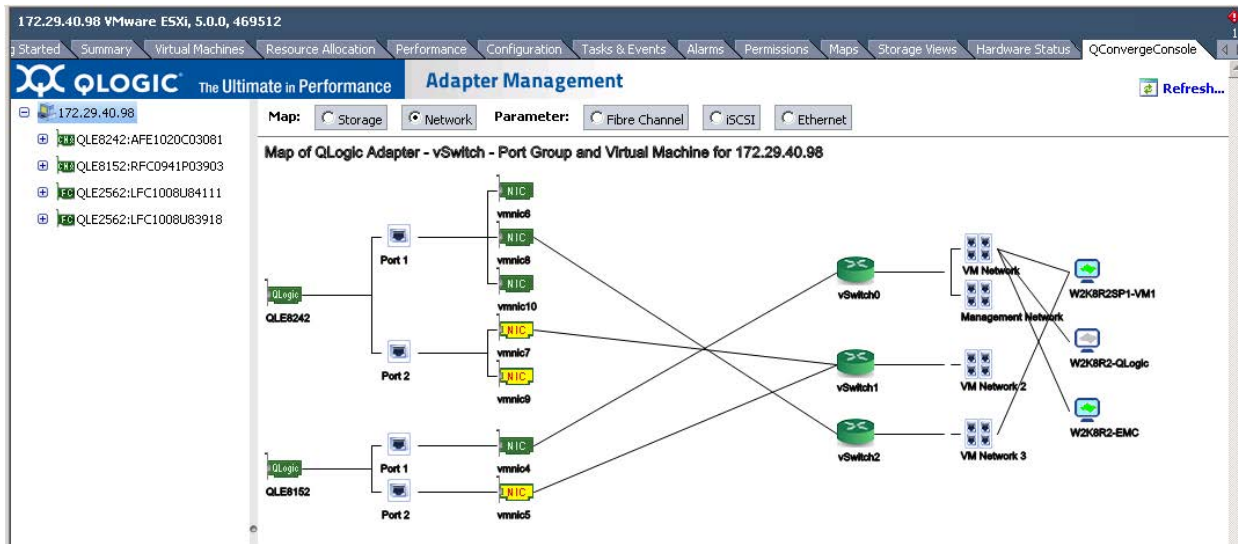 172.29.40.98 VMware ESXi, 5.0.0, 469512
g Started Summary Virtual Machines Resource Allocation Performance Configuration Tasks & Events Alarms Permissions Maps Storage Views Hardware Status QConvergeConsole
QLOGIC The Ultimate in Performance Adapter Management Refresh...
172.29.40.98
QLE8242:AFE1020C03081
QLE8152:RFC0941P03903
QLE2562:LFC1008U84111
QLE2562:LFC1008U83918
Map: Storage Network Parameter: Fibre Channel iSCSI Ethernet
Map of QLogic Adapter - vSwitch - Port Group and Virtual Machine for 172.29.40.98
NIC
vmnic6
NIC
Port 1 vmnic8
VM Network
NIC
vSwitch0
W2K8R2SP1-VM1
QLogic
vmnic10
QLE8242
Management Network
NIC
Port 2 vmnic7
W2K8R2-QLogic
NIC
vSwitch1 VM Network 2
vmnic9
W2K8R2-EMC
NIC
QLogic
Port 1 vmnic4 vSwitch2 VM Network 3
QLE8152
NIC
Port 2 vmnic5